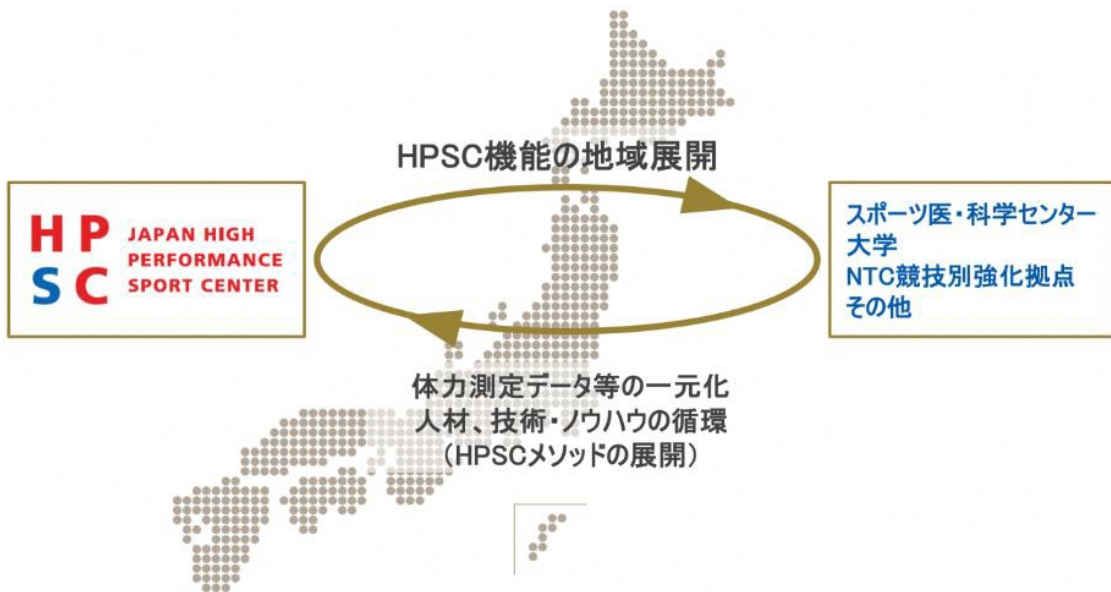 HPSC機能の地域展開
HP
SC
JAPAN HIGH
PERFORMANCE
SPORT CENTER
スポーツ医・科学センター
大学
NTC競技別強化拠点
その他
体力測定データ等の一元化
人材、技術・ノウハウの循環
（HPSCメソッドの展開）